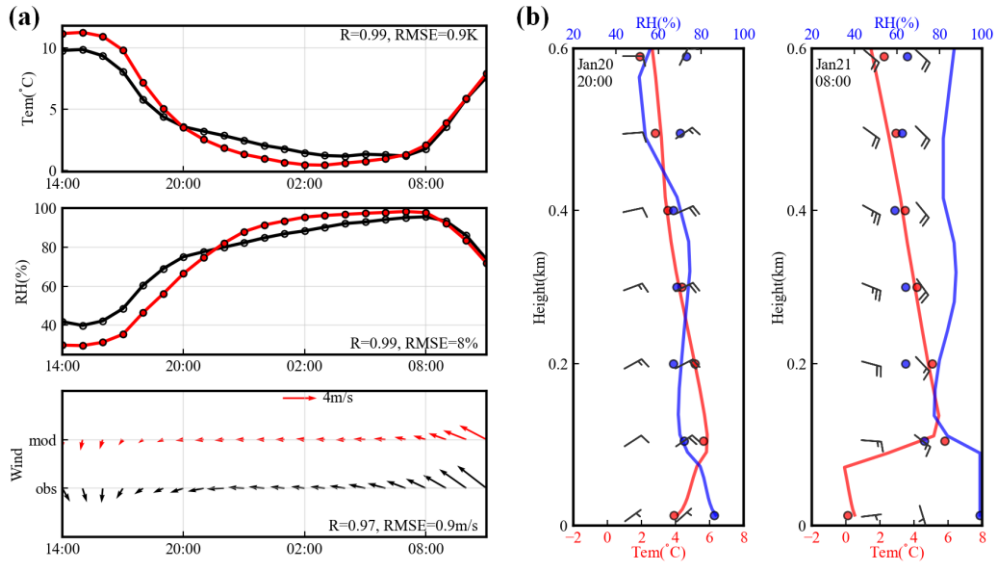 (a)
R=0.99, RMSE=0.9K
Tem(°C)
10
5
0
14:00 20:00 02:00 08:00
RH(%)
100
80
60
40
R=0.99, RMSE=8%
14:00 20:00 02:00 08:00
4m/s
Wind
mod
obs
R=0.97, RMSE=0.9m/s
14:00 20:00 02:00 08:00
(b)
RH(%)
20 40 60 80 100
Jan20
20:00
Height(km)
0.6
0.4
0.2
0
−2 0 2 4 6 8
Tem(°C)
RH(%)
20 40 60 80 100
Jan21
08:00
Height(km)
0.6
0.4
0.2
0
−2 0 2 4 6 8
Tem(°C)